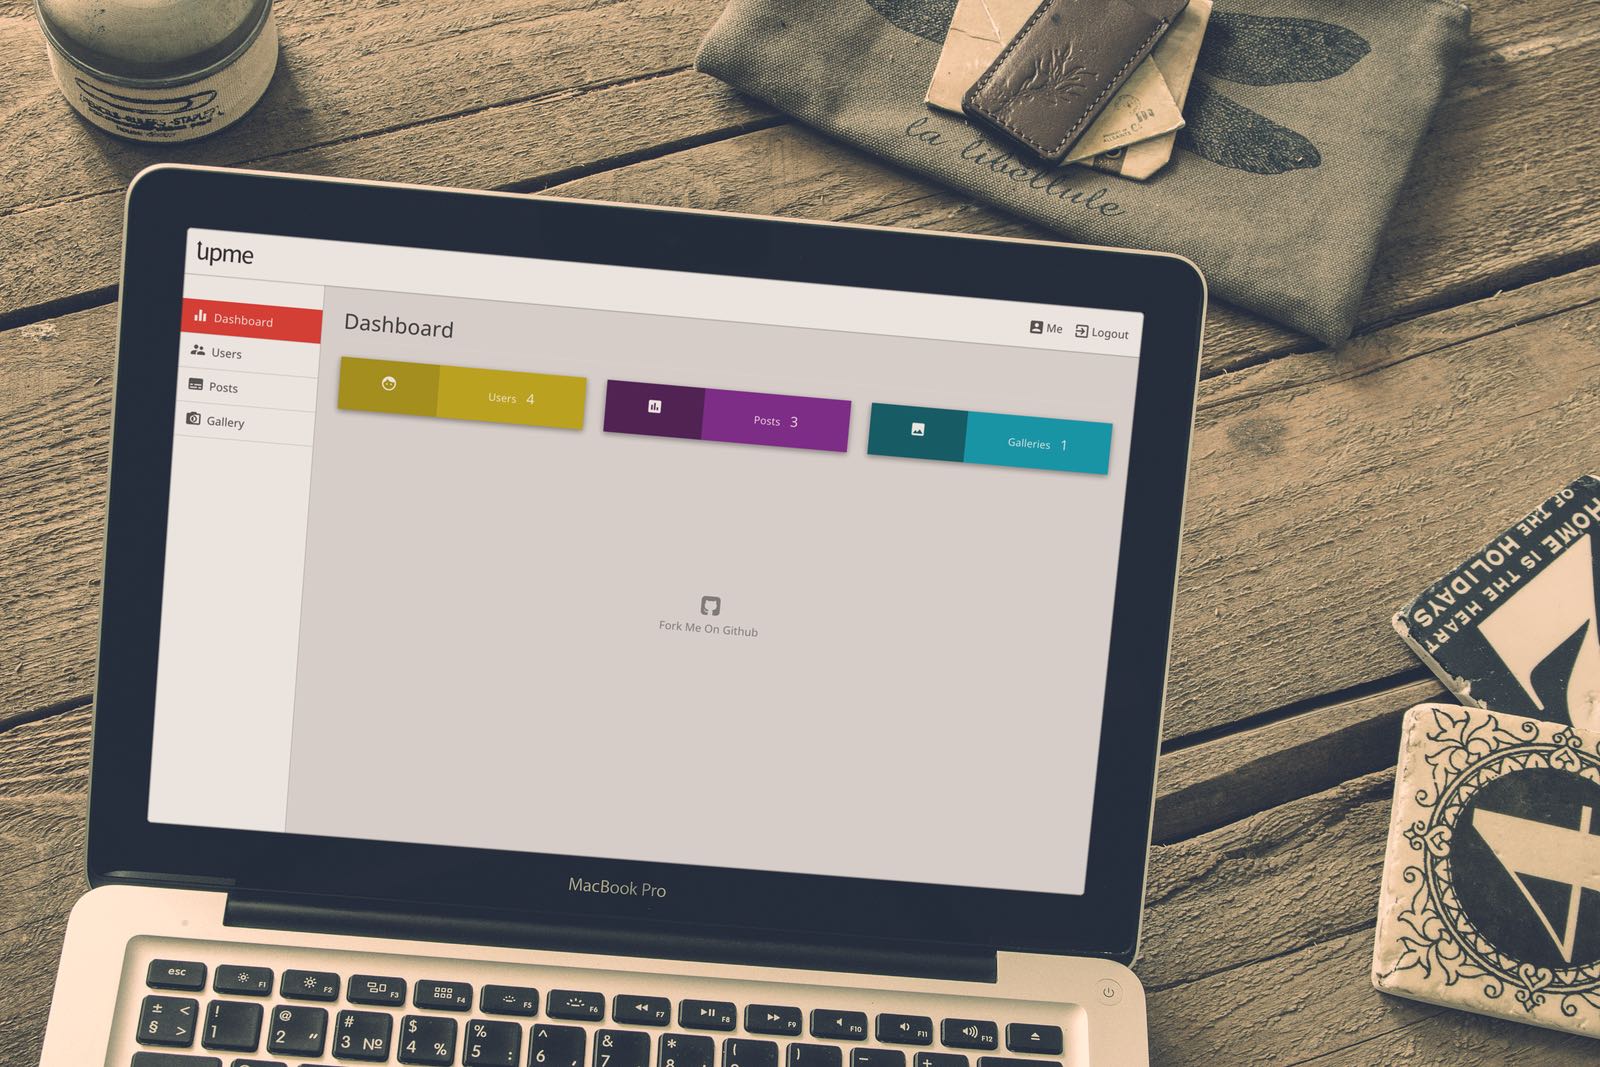 la libellule
upme
Me
Logout
Dashboard
Users
Posts
Gallery
Dashboard
Users 4
Posts 3
Galleries 1
Fork Me On Github
HOME IS THE HEART
OF THE HOLIDAYS
MacBook Pro
esc
F1
F2
F3
F4
F5
F6
F7
F8
F9
F10
F11
F12
± <
§ >
!
1
@
2 “
#
3 №
$
4 %
%
5 :
^
6 ,
&
7
*
8
(
)
–
+